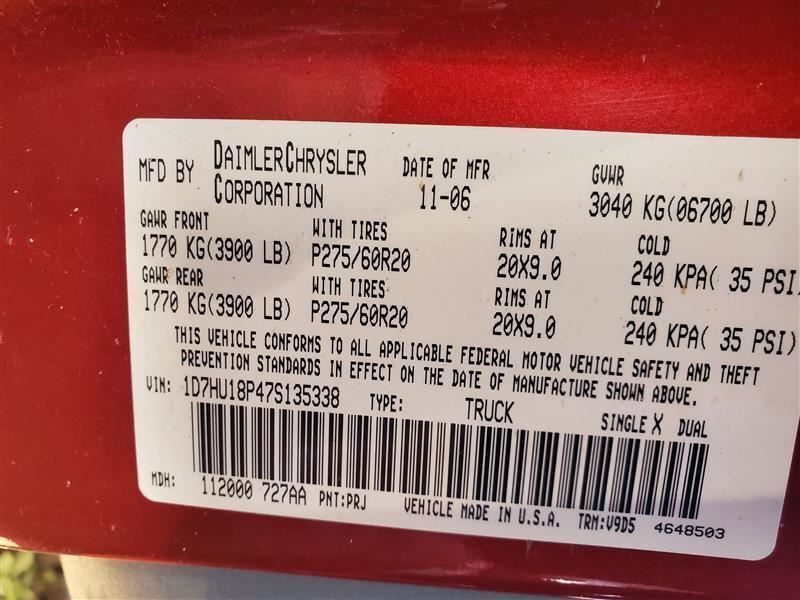 MFD BY DAIMLERCHRYSLER CORPORATION DATE OF MFR 11-06 GVWR 3040 KG(06700 LB)
GAWR FRONT WITH TIRES RIMS AT COLD
1770 KG(3900 LB) P275/60R20 20X9.0 240 KPA( 35 PSI)
GAWR REAR WITH TIRES RIMS AT COLD
1770 KG(3900 LB) P275/60R20 20X9.0 240 KPA( 35 PSI)
THIS VEHICLE CONFORMS TO ALL APPLICABLE FEDERAL MOTOR VEHICLE SAFETY AND THEFT
PREVENTION STANDARDS IN EFFECT ON THE DATE OF MANUFACTURE SHOWN ABOVE.
VIN: 1D7HU18P47S135338 TYPE: TRUCK SINGLE X DUAL
MDH: 112000 727AA PNT:PRJ VEHICLE MADE IN U.S.A. TRM:V9D5 4648503